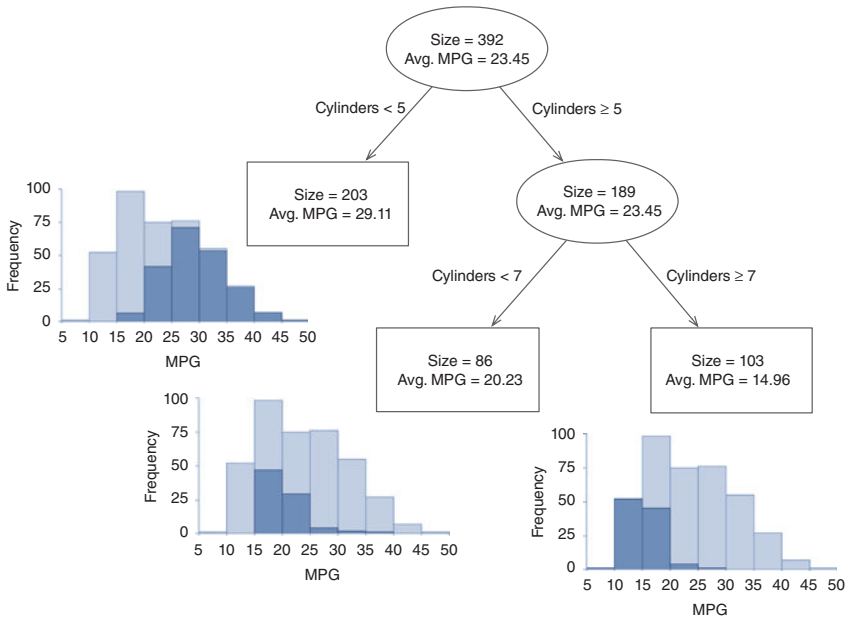 Size = 392
Avg. MPG = 23.45
Cylinders < 5
Cylinders ≥ 5
Size = 203
Avg. MPG = 29.11
Size = 189
Avg. MPG = 23.45
100
75
50
25
0
Frequency
5 10 15 20 25 30 35 40 45 50
MPG
Cylinders < 7
Cylinders ≥ 7
Size = 86
Avg. MPG = 20.23
Size = 103
Avg. MPG = 14.96
100
75
50
25
0
Frequency
5 10 15 20 25 30 35 40 45 50
MPG
100
75
50
25
0
Frequency
5 10 15 20 25 30 35 40 45 50
MPG